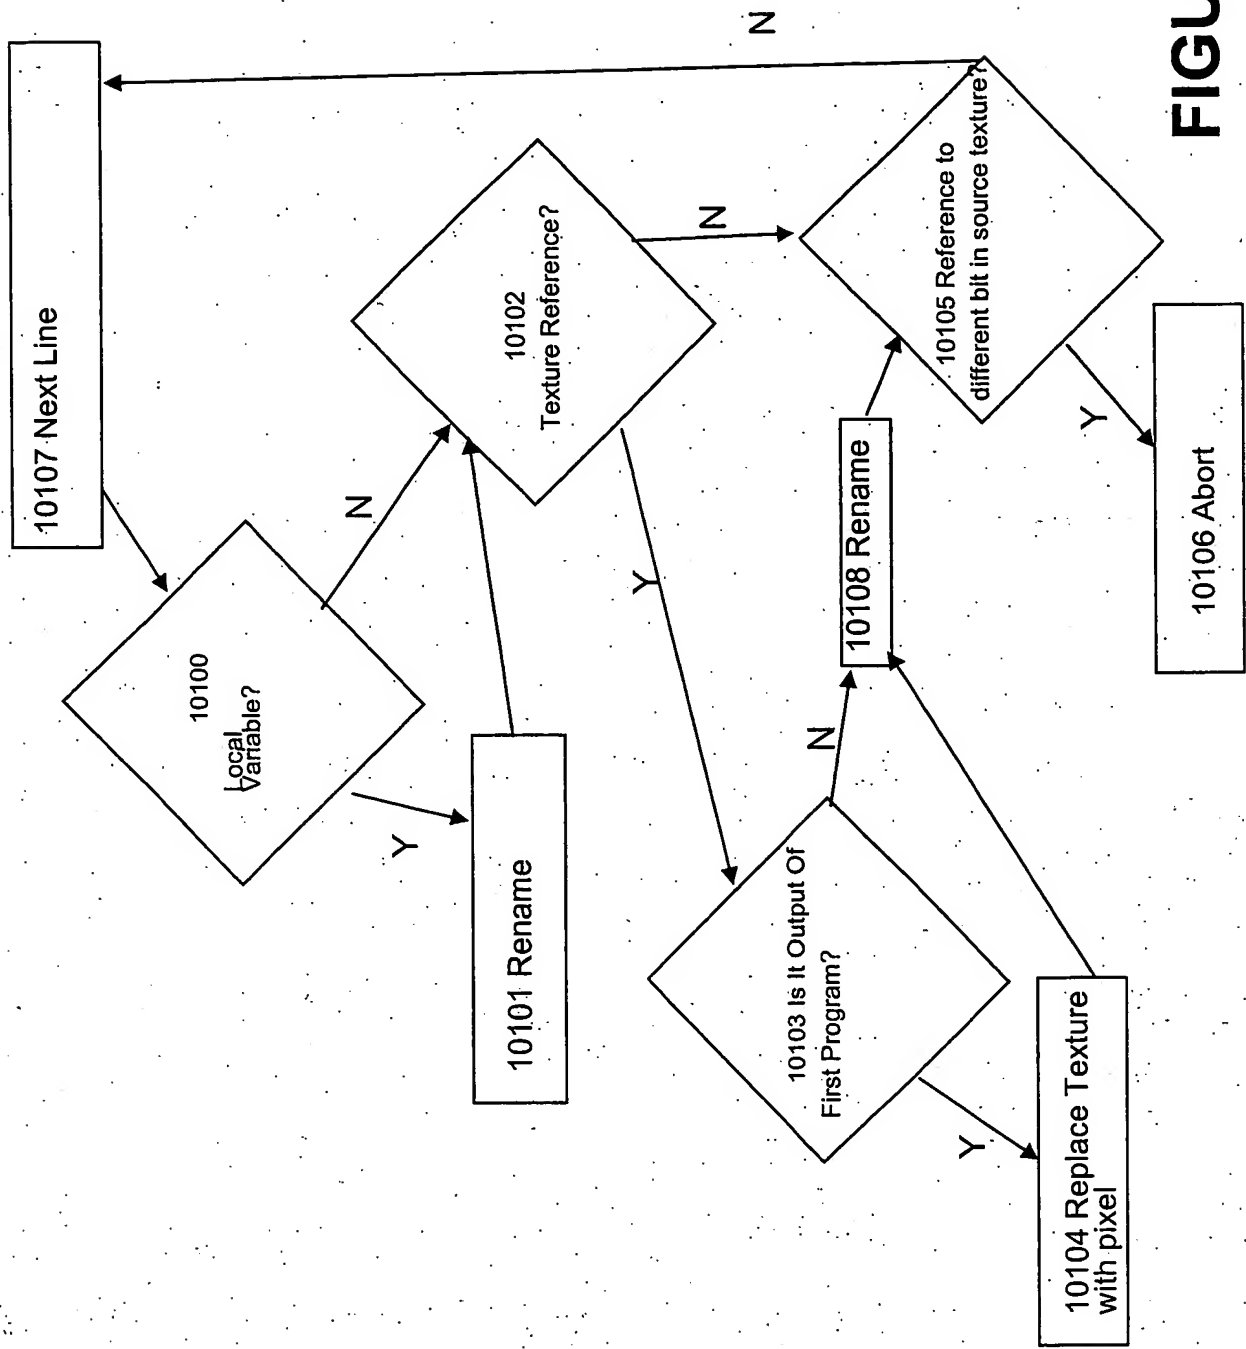 10107 Next Line
10100
Local
Variable?
N
Y
10101 Rename
10102
Texture Reference?
N
Y
10103 Is It Output Of
First Program?
N
Y
10104 Replace Texture
with pixel
10108 Rename
10105 Reference to
different bit in source texture?
N
Y
10106 Abort